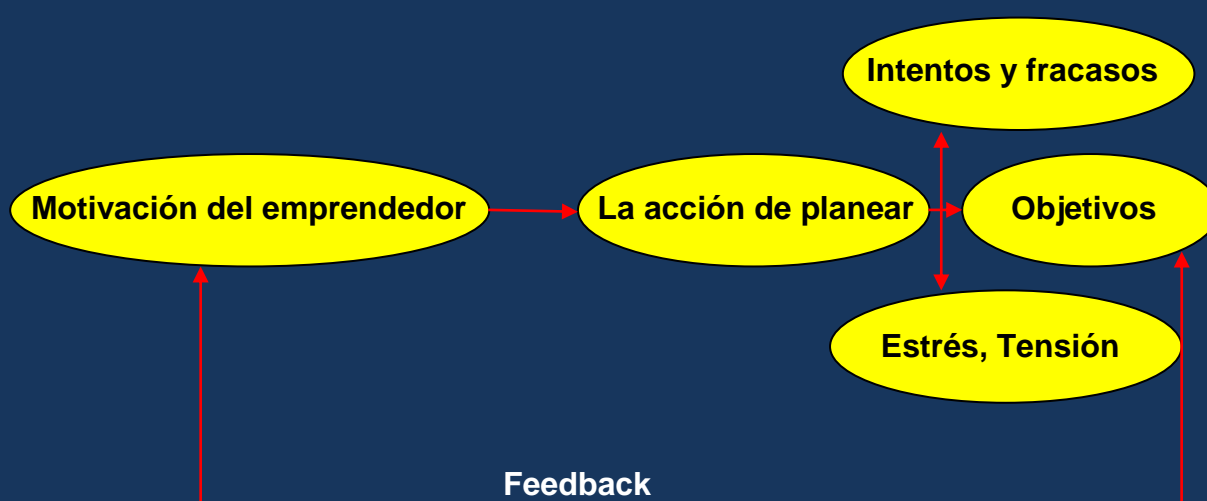 Intentos y fracasos
Motivación del emprendedor
La acción de planear
Objetivos
Estrés, Tensión
Feedback